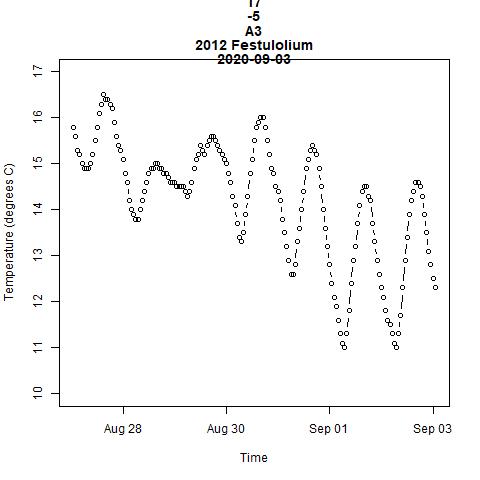 17
-5
A3
2012 Festulolium
2020-09-03
Temperature (degrees C)
17
16
15
14
13
12
11
10
Aug 28 Aug 30 Sep 01 Sep 03
Time